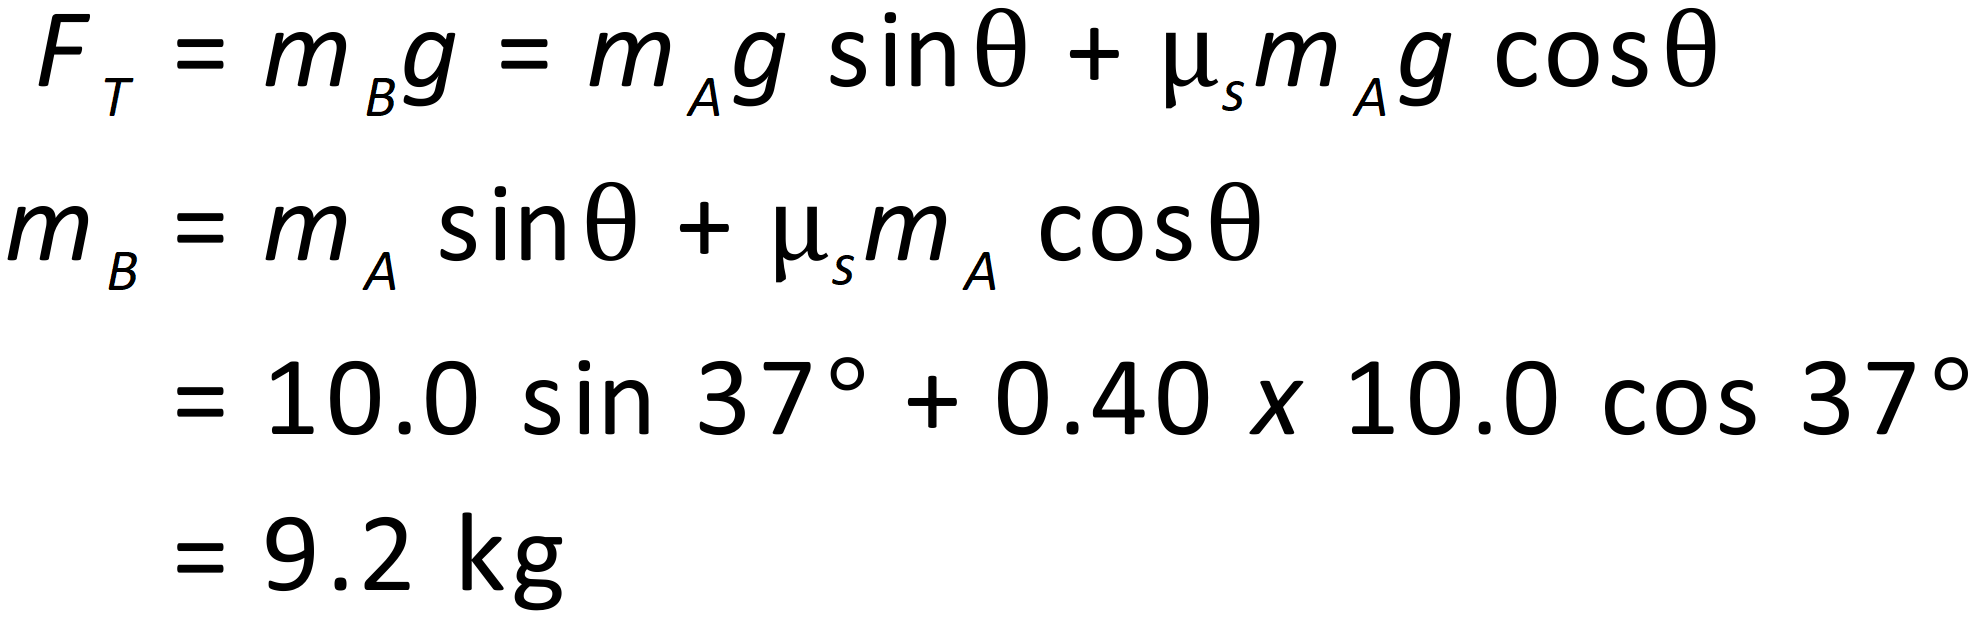 F_T = m_B g = m_A g sinθ + μ_s m_A g cosθ
m_B = m_A sinθ + μ_s m_A cosθ
= 10.0 sin 37° + 0.40 x 10.0 cos 37°
= 9.2 kg